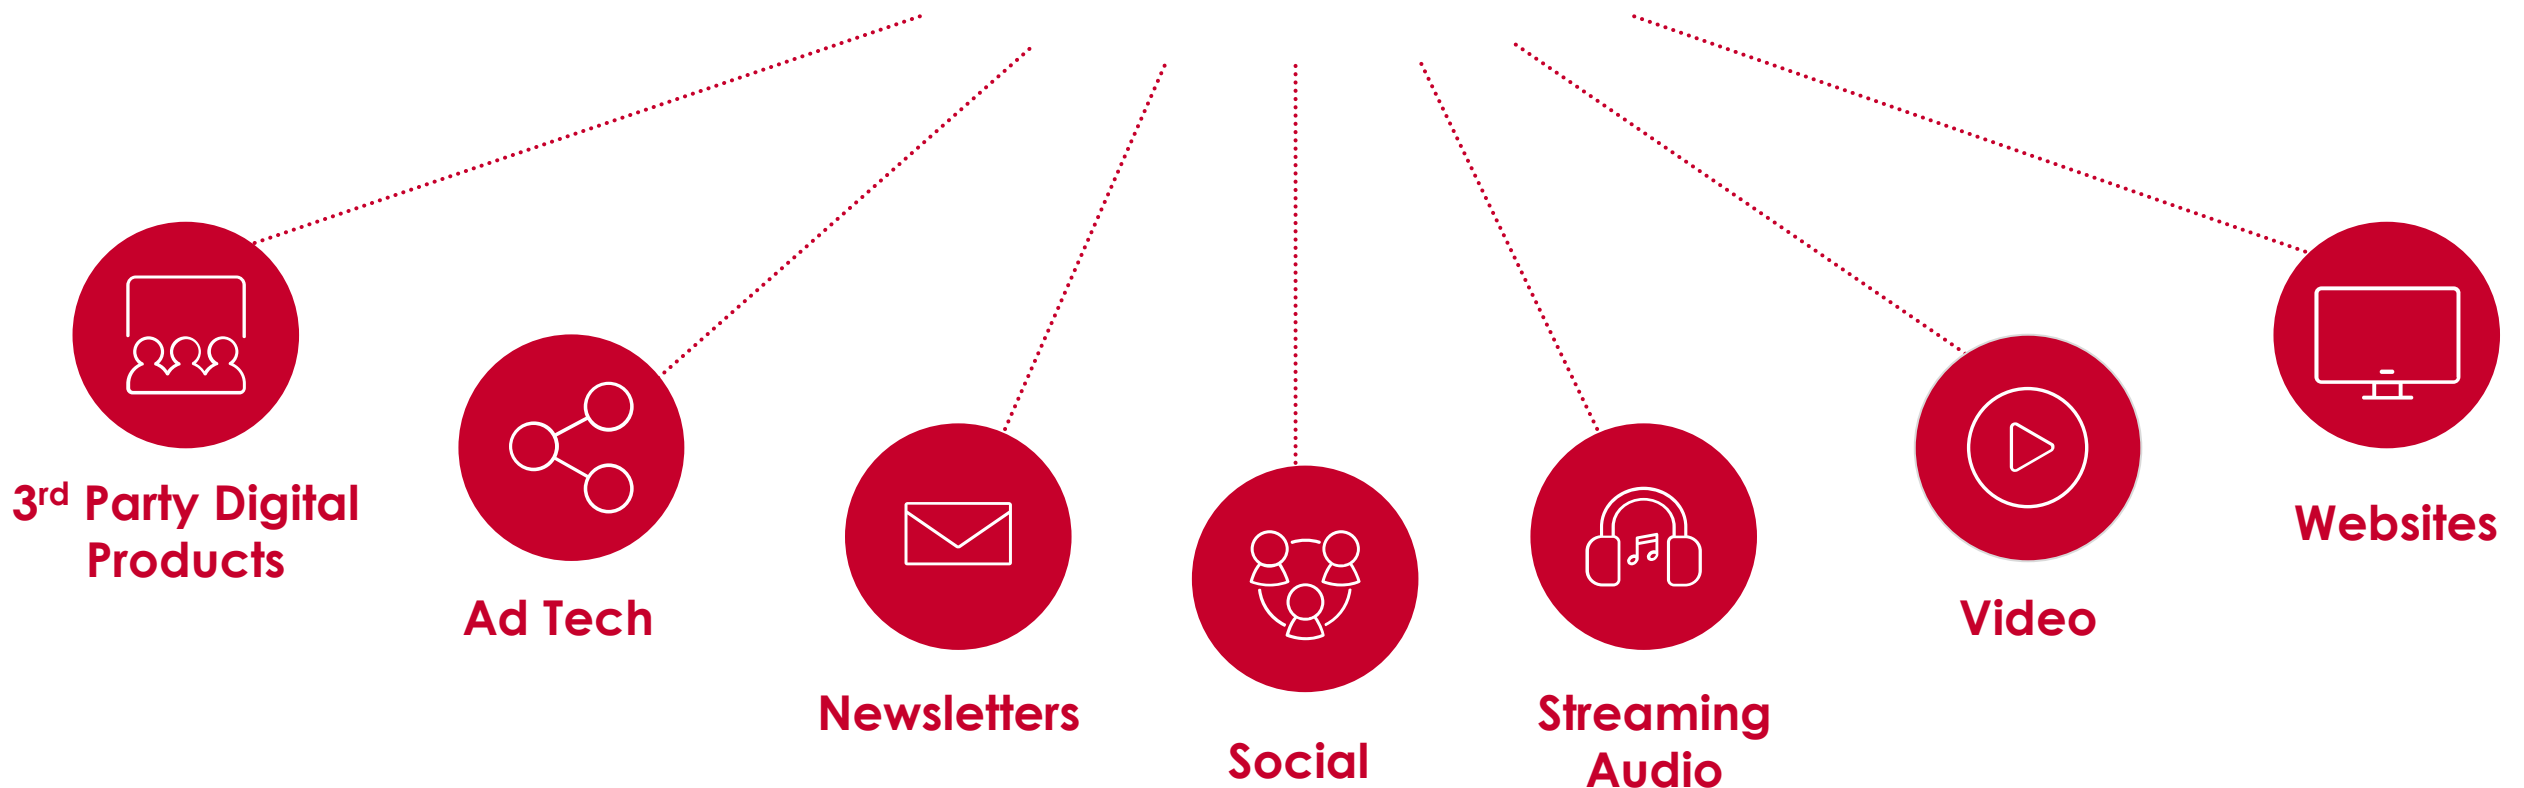 3rd Party Digital
Products
Ad Tech
Newsletters
Social
Streaming
Audio
Video
Websites